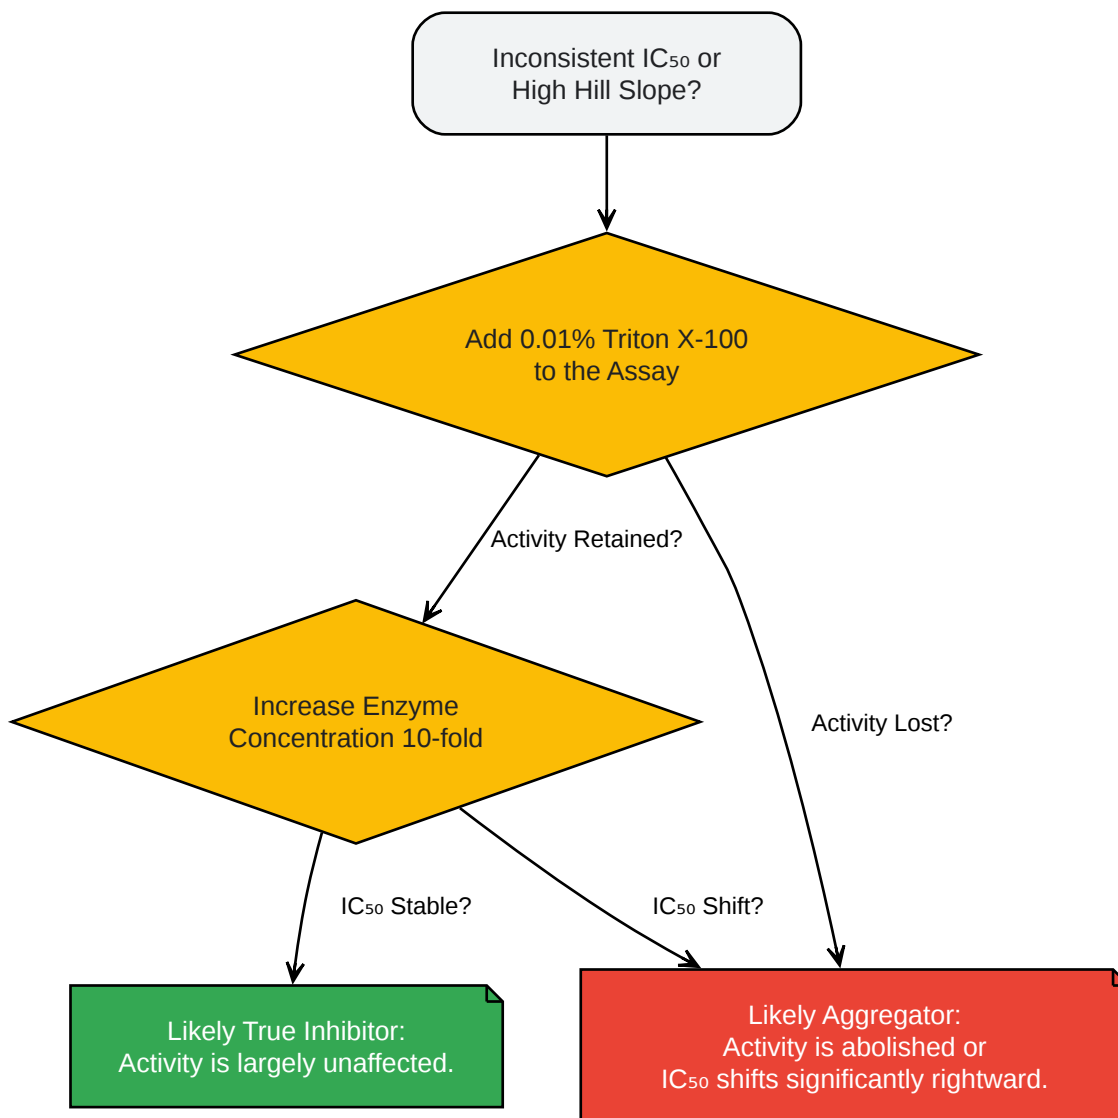 Inconsistent IC₅₀ or
High Hill Slope?
Add 0.01% Triton X-100
to the Assay
Activity Retained?
Increase Enzyme
Concentration 10-fold
Activity Lost?
IC₅₀ Stable?
IC₅₀ Shift?
Likely True Inhibitor:
Activity is largely unaffected.
Likely Aggregator:
Activity is abolished or
IC₅₀ shifts significantly rightward.